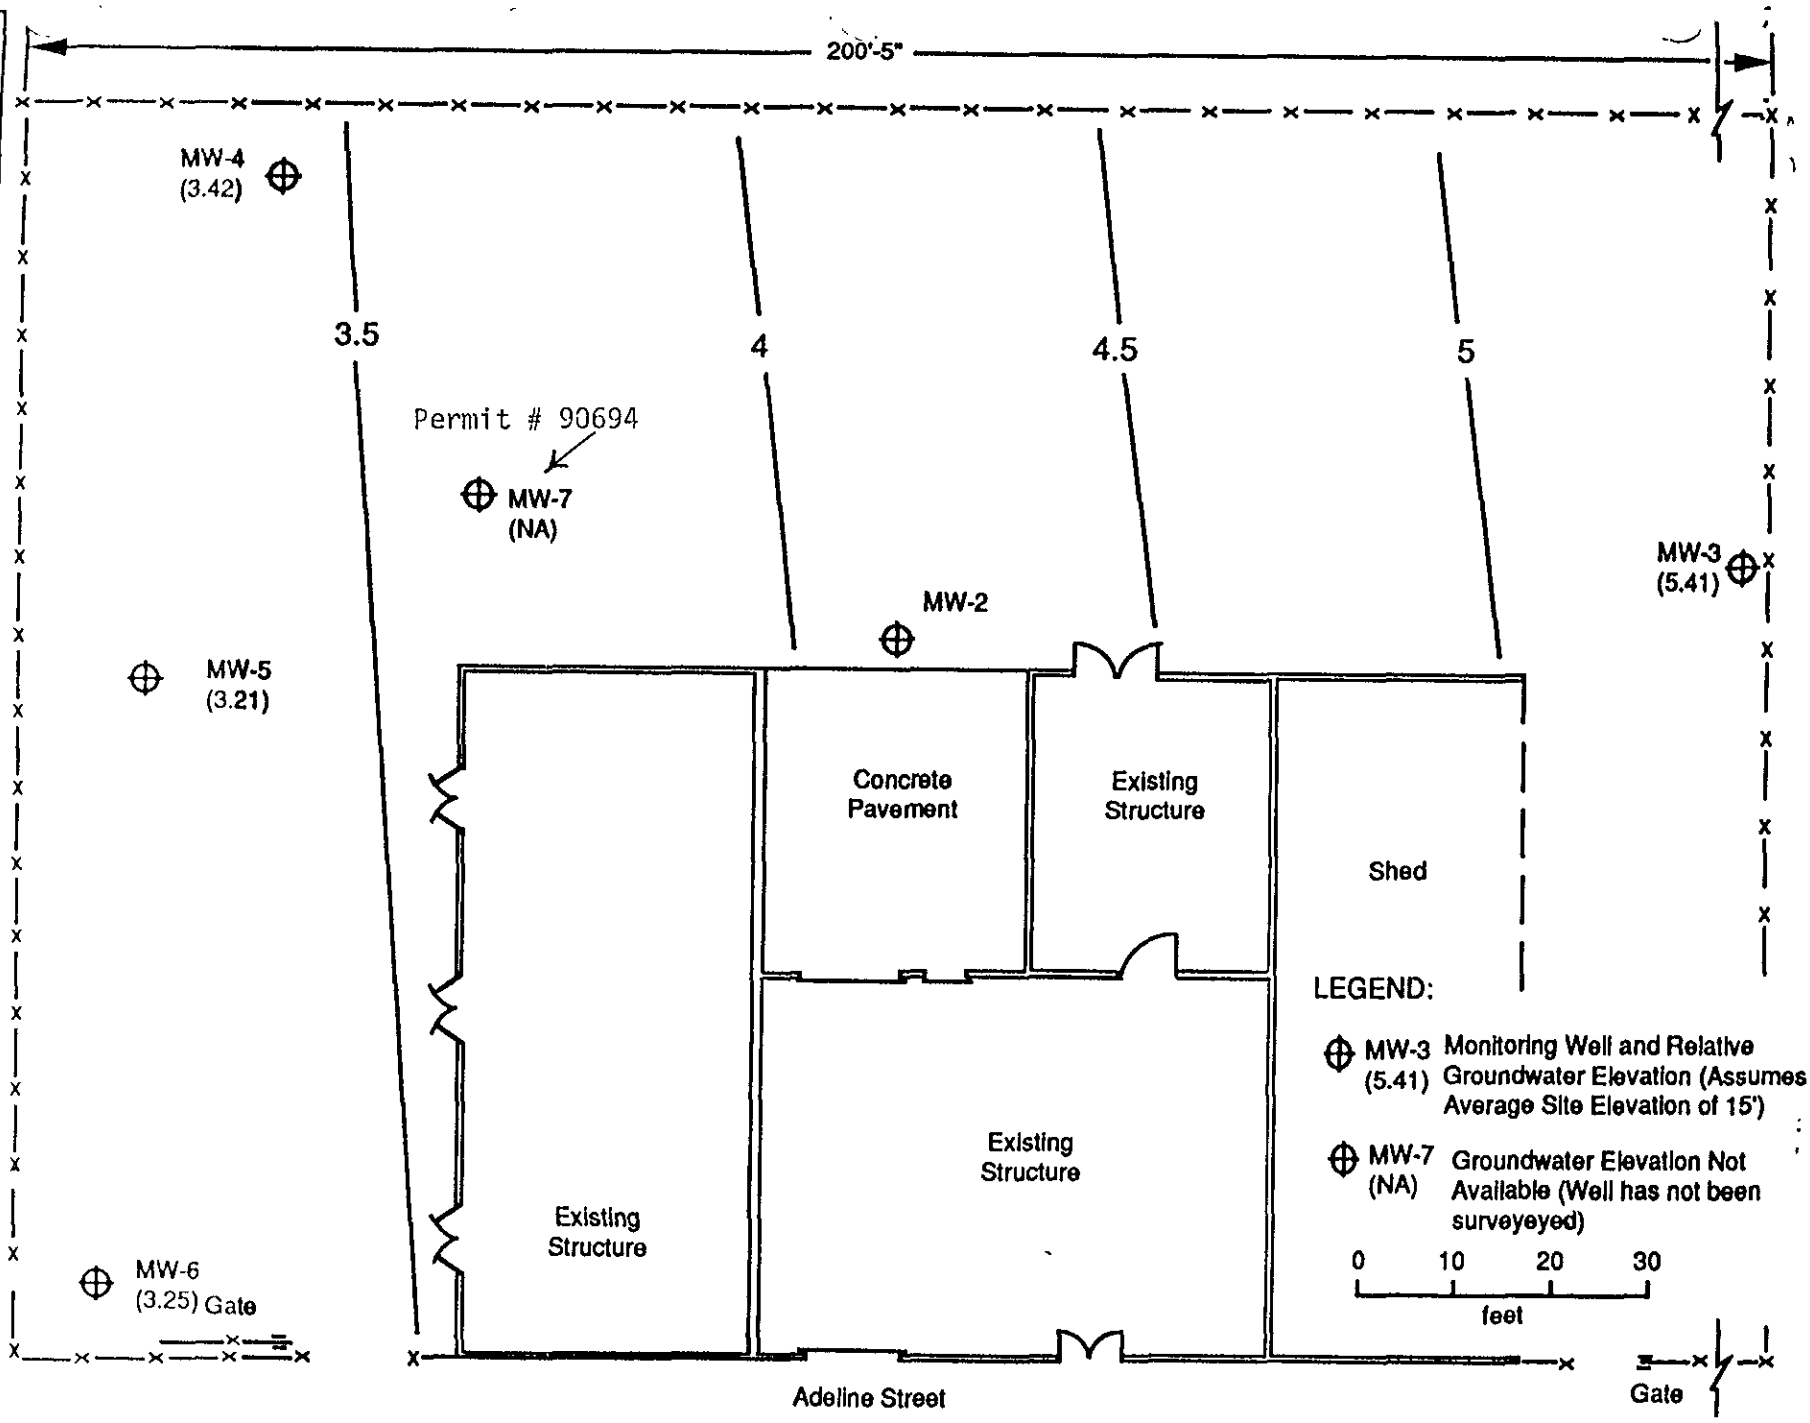 200'-5"
MW-4
(3.42)
3.5
4
4.5
5
Permit # 90694
MW-7
(NA)
MW-3
(5.41)
MW-2
MW-5
(3.21)
Concrete
Pavement
Existing
Structure
Shed
LEGEND:
MW-3 Monitoring Well and Relative
(5.41) Groundwater Elevation (Assumes
Average Site Elevation of 15')
MW-7 Groundwater Elevation Not
(NA) Available (Well has not been
surveyeyed)
Existing
Structure
Existing
Structure
0 10 20 30
feet
MW-6
(3.25) Gate
Adeline Street
Gate